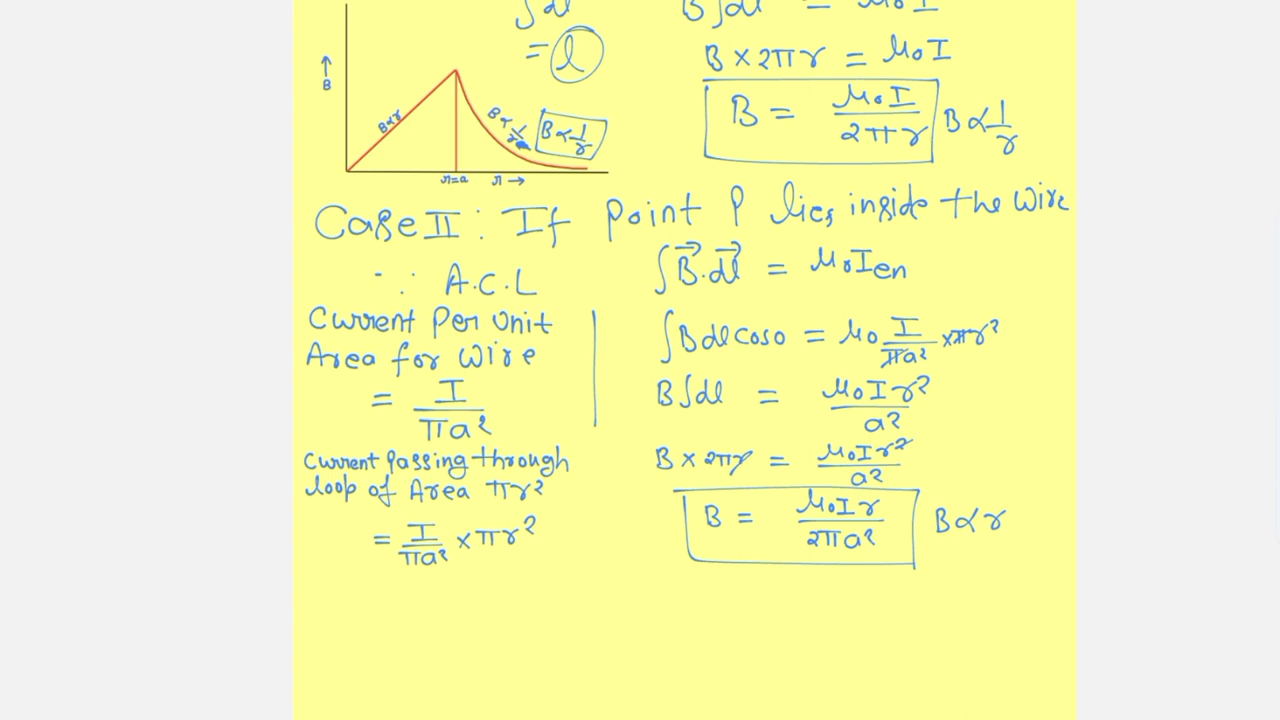 ∫dl
= l
B∫dl = μ₀I
B × 2πr = μ₀I
B = μ₀I / 2πr B ∝ 1/r
↑
B
B∝r
B ∝ 1/r
B ∝ 1/r
r=a r →
Case II : If Point P lies inside the wire
∵ A.C.L
∫B⃗.dl⃗ = μ₀Ien
Current Per Unit
Area for wire
= I / πa²
Current Passing through
loop of Area πr²
= I/πa² × πr²
∫Bdlcos0 = μ₀ I/πa² × πr²
B∫dl = μ₀Ir² / a²
B × 2πr = μ₀Ir² / a²
B = μ₀Ir / 2πa² B∝r